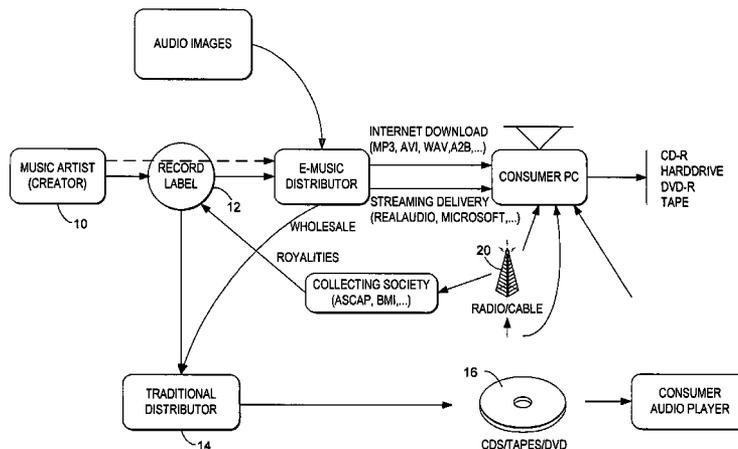 AUDIO IMAGES
INTERNET DOWNLOAD
(MP3, AVI, WAV,A2B,...)
MUSIC ARTIST
(CREATOR)
10
RECORD
LABEL
12
E-MUSIC
DISTRIBUTOR
CONSUMER PC
CD-R
HARDDRIVE
DVD-R
TAPE
STREAMING DELIVERY
(REALAUDIO, MICROSOFT,...)
WHOLESALE
ROYALITIES
COLLECTING SOCIETY
(ASCAP, BMI,...)
20
RADIO/CABLE
TRADITIONAL
DISTRIBUTOR
14
16
CDS/TAPES/DVD
CONSUMER
AUDIO PLAYER